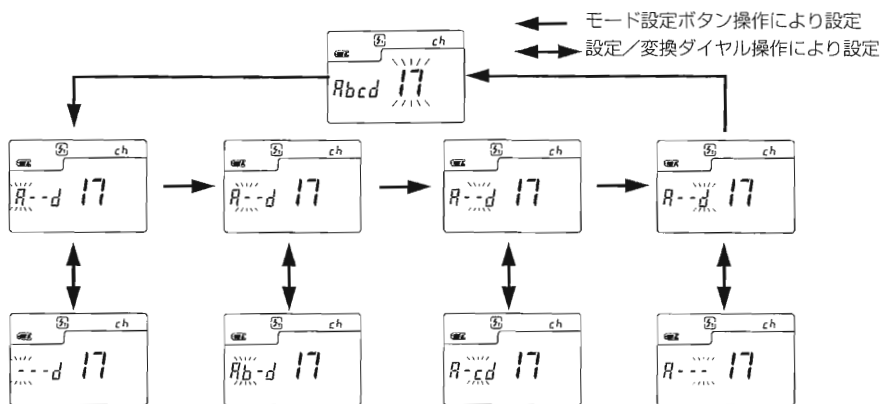 モード設定ボタン操作により設定
設定/変換ダイヤル操作により設定
ch
Abcd 17
ch
A--d 17
ch
A--d 17
ch
A--d 17
ch
A--d 17
ch
---d 17
ch
Ab-d 17
ch
A-cd 17
ch
A--- 17